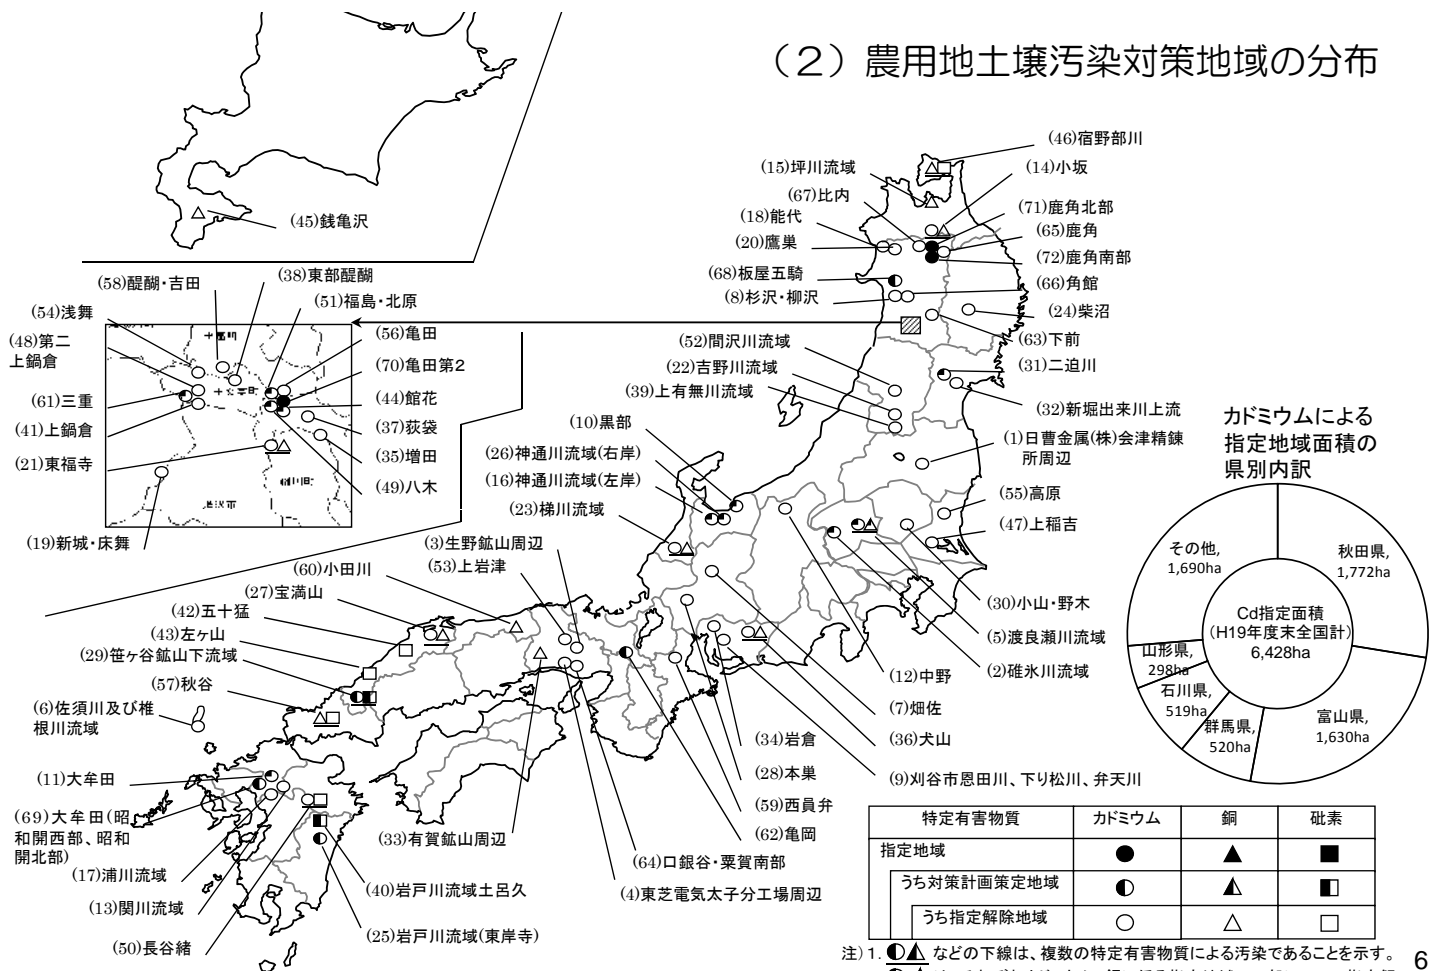 （２）農用地土壌汚染対策地域の分布
(46)宿野部川
(15)坪川流域
(14)小坂
(67)比内
(71)鹿角北部
(18)能代
(65)鹿角
(20)鷹巣
(72)鹿角南部
(68)板屋五騎
(66)角館
(8)杉沢・柳沢
(24)柴沼
(63)下前
(52)間沢川流域
(31)二迫川
(22)吉野川流域
(39)上有無川流域
(32)新堀出来川上流
(10)黒部
(1)日曹金属(株)会津精錬
所周辺
(26)神通川流域(右岸)
(16)神通川流域(左岸)
(55)高原
(23)梯川流域
(47)上稲吉
(45)銭亀沢
(58)醍醐・吉田
(38)東部醍醐
(51)福島・北原
(54)浅舞
(56)亀田
(48)第二
上鍋倉
(70)亀田第２
(61)三重
(44)館花
(41)上鍋倉
(37)荻袋
(21)東福寺
(35)増田
(49)八木
(19)新城・床舞
(3)生野鉱山周辺
(53)上岩津
(60)小田川
(27)宝満山
(42)五十猛
(43)左ヶ山
(29)笹ヶ谷鉱山下流域
(57)秋谷
(6)佐須川及び椎
根川流域
(11)大牟田
(69)大牟田(昭
和開西部、昭和
開北部)
(17)浦川流域
(13)関川流域
(50)長谷緒
(33)有賀鉱山周辺
(40)岩戸川流域土呂久
(25)岩戸川流域(東岸寺)
(30)小山・野木
(5)渡良瀬川流域
(2)碓氷川流域
(12)中野
(7)畑佐
(36)犬山
(9)刈谷市恩田川、下り松川、弁天川
(34)岩倉
(28)本巣
(59)西員弁
(62)亀岡
(64)口銀谷・粟賀南部
(4)東芝電気太子分工場周辺
カドミウムによる
指定地域面積の
県別内訳
その他,
1,690ha
秋田県,
1,772ha
Cd指定面積
(H19年度末全国計)
6,428ha
山形県,
298ha
石川県,
519ha
群馬県,
520ha
富山県,
1,630ha
特定有害物質 カドミウム 銅 砒素
指定地域 ● ▲ ■
うち対策計画策定地域 ◐ ◭ ◧
うち指定解除地域 ○ △ □
注）1. ◐◭ などの下線は、複数の特定有害物質による汚染であることを示す。
6